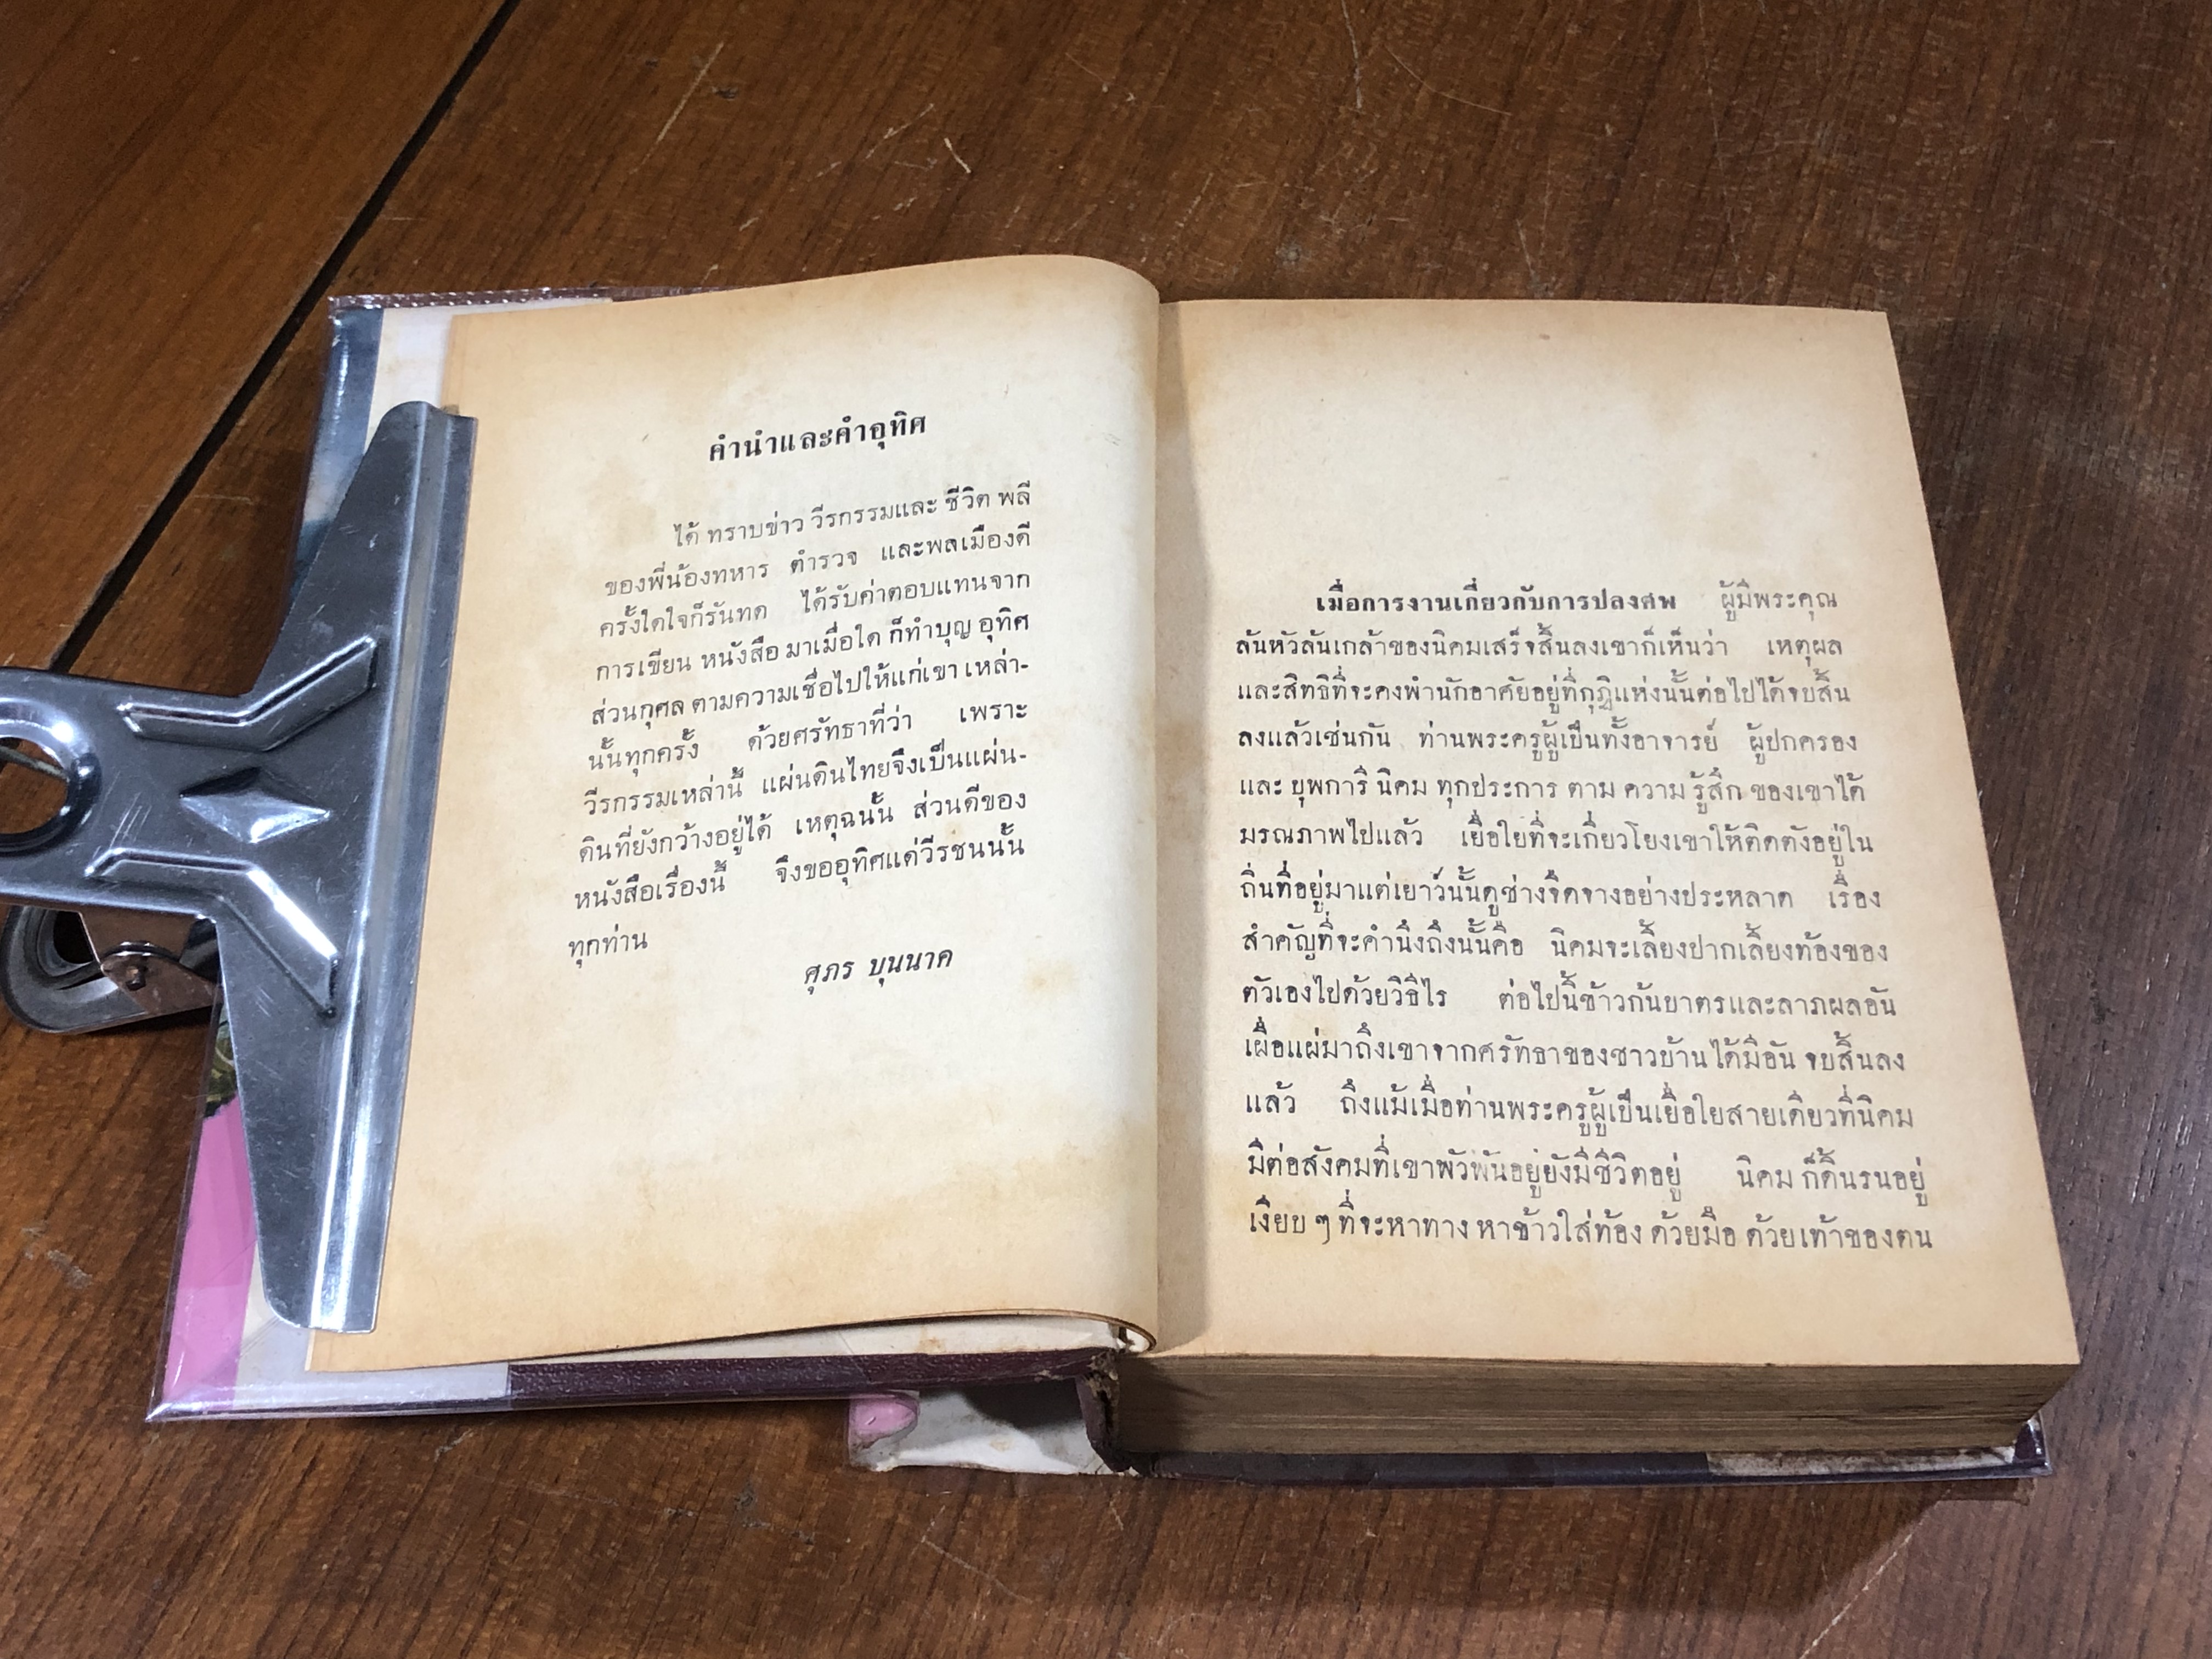 คำนำและคำอุทิศ
ได้ ทราบข่าว วีรกรรมและ ชีวิต พลี
ของพี่น้องทหาร ตำรวจ และพลเมืองดี
ครั้งใดใจก็รันทด ได้รับค่าตอบแทนจาก
การเขียน หนังสือ มาเมื่อใด ก็ทำบุญ อุทิศ
ส่วนกุศล ตามความเชื่อไปให้แก่เขา เหล่า-
นั้นทุกครั้ง ด้วยศรัทธาที่ว่า เพราะ
วีรกรรมเหล่านี้ แผ่นดินไทยจึงเป็นแผ่น-
ดินที่ยังกว้างอยู่ได้ เหตุฉนั้น ส่วนดีของ
หนังสือเรื่องนี้ จึงขออุทิศแด่วีรชนนั้น
ทุกท่าน
ศุภร บุนนาค
เมื่อการงานเกี่ยวกับการปลงศพ ผู้มีพระคุณ
ล้นหัวล้นเกล้าของนิคมเสร็จสิ้นลงเขาก็เห็นว่า เหตุผล
และสิทธิที่จะคงพำนักอาศัยอยู่ที่กุฏิแห่งนั้นต่อไปได้จบสิ้น
ลงแล้วเช่นกัน ท่านพระครูผู้เป็นทั้งอาจารย์ ผู้ปกครอง
และ บุพการี นิคม ทุกประการ ตาม ความ รู้สึก ของเขาได้
มรณภาพไปแล้ว เยื่อใยที่จะเกี่ยวโยงเขาให้ติดตังอยู่ใน
ถิ่นที่อยู่มาแต่เยาว์นั้นดูช่างจืดจางอย่างประหลาด เรื่อง
สำคัญที่จะคำนึงถึงนั้นคือ นิคมจะเลี้ยงปากเลี้ยงท้องของ
ตัวเองไปด้วยวิธีไร ต่อไปนี้ข้าวก้นบาตรและลาภผลอัน
เผื่อแผ่มาถึงเขาจากศรัทธาของชาวบ้าน ได้มีอัน จบสิ้นลง
แล้ว ถึงแม้เมื่อท่านพระครูผู้เป็นเยื่อใยสายเดียวที่นิคม
มีต่อสังคมที่เขาพัวพันอยู่ยังมีชีวิตอยู่ นิคม ก็ดิ้นรนอยู่
เงียบ ๆ ที่จะหาทาง หาข้าวใส่ท้อง ด้วยมือ ด้วยเท้าของตน